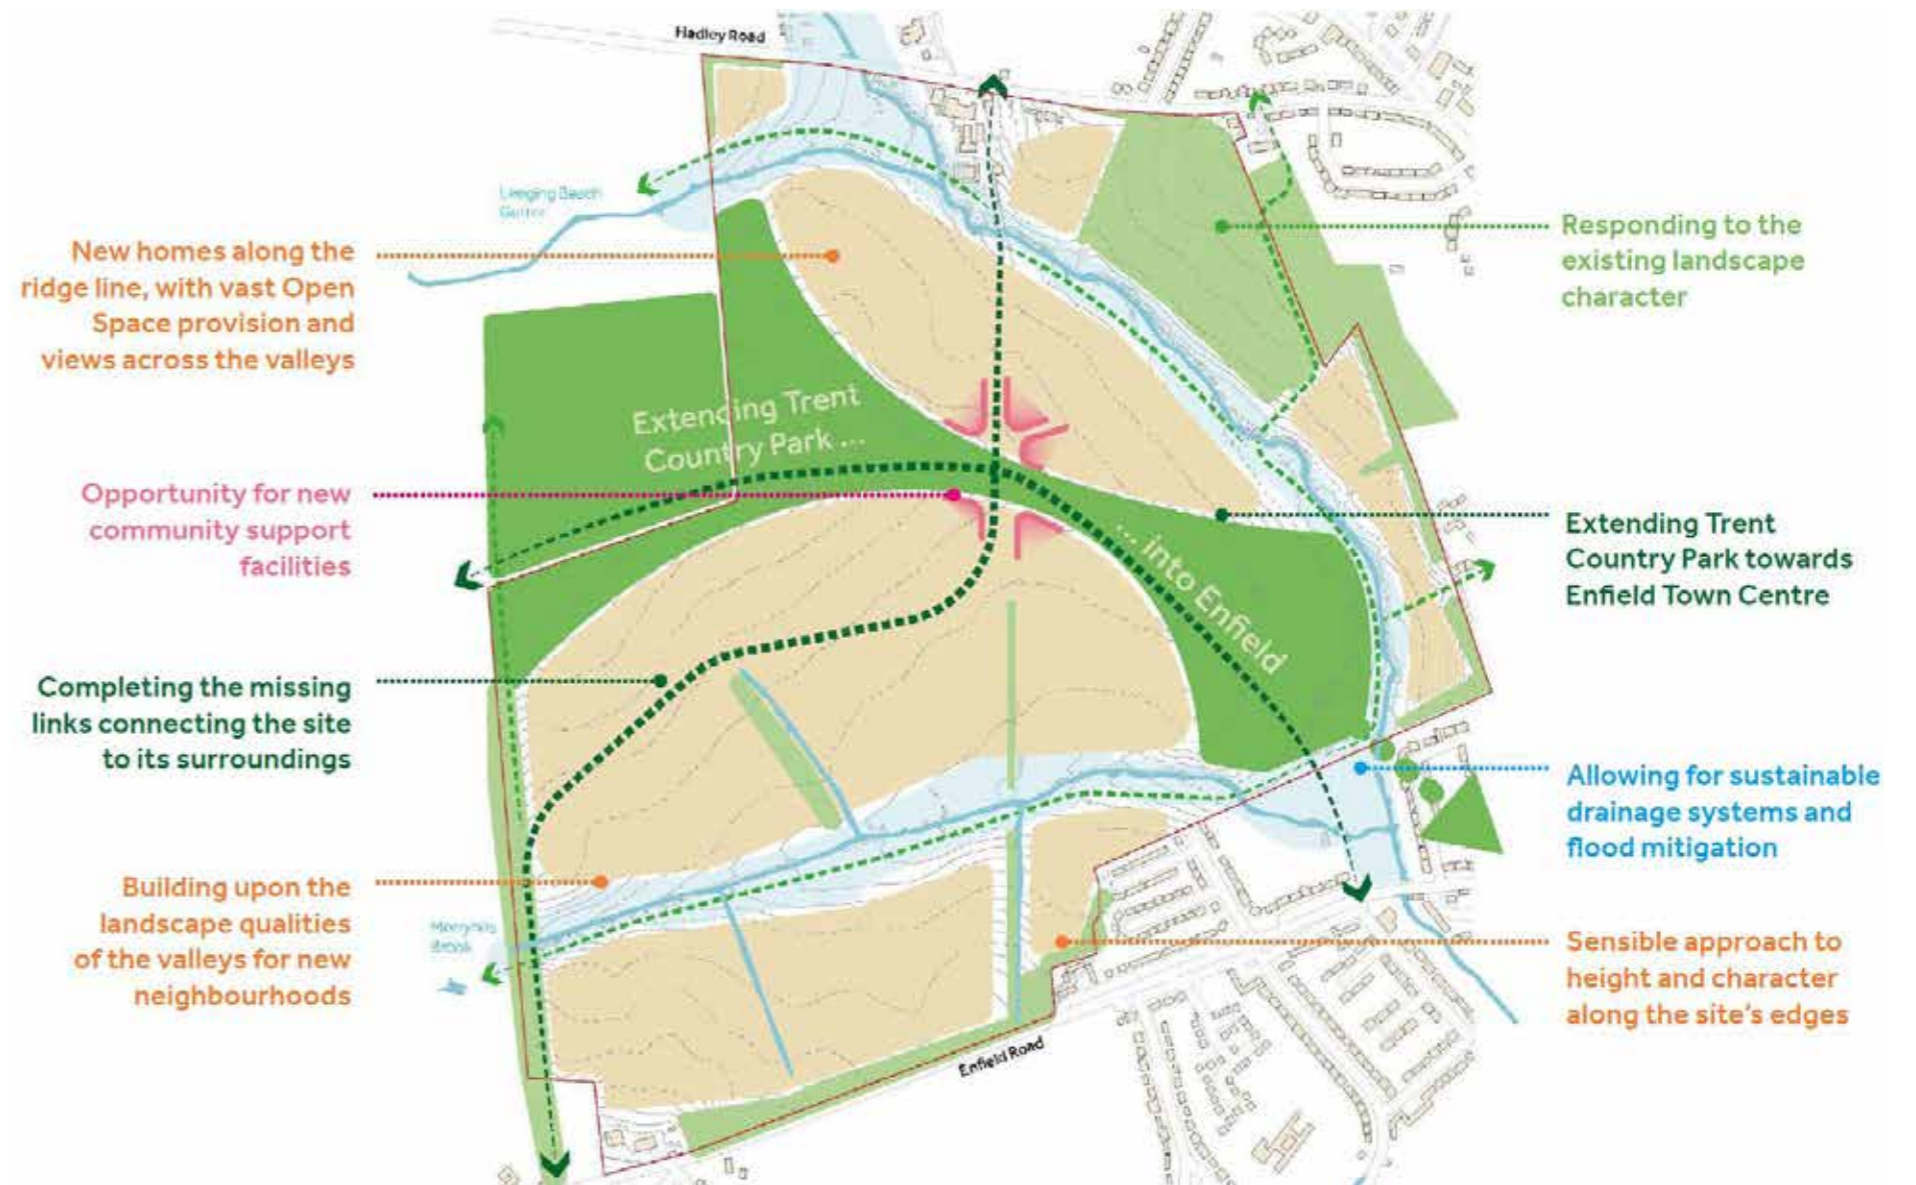 Hadley Road
New homes along the
ridge line, with vast Open
Space provision and
views across the valleys
Responding to the
existing landscape
character
Extending Trent
Country Park ...
Opportunity for new
community support
facilities
... into Enfield
Extending Trent
Country Park towards
Enfield Town Centre
Completing the missing
links connecting the site
to its surroundings
Allowing for sustainable
drainage systems and
flood mitigation
Building upon the
landscape qualities
of the valleys for new
neighbourhoods
Brook
Sensible approach to
height and character
along the site's edges
Enfield Road